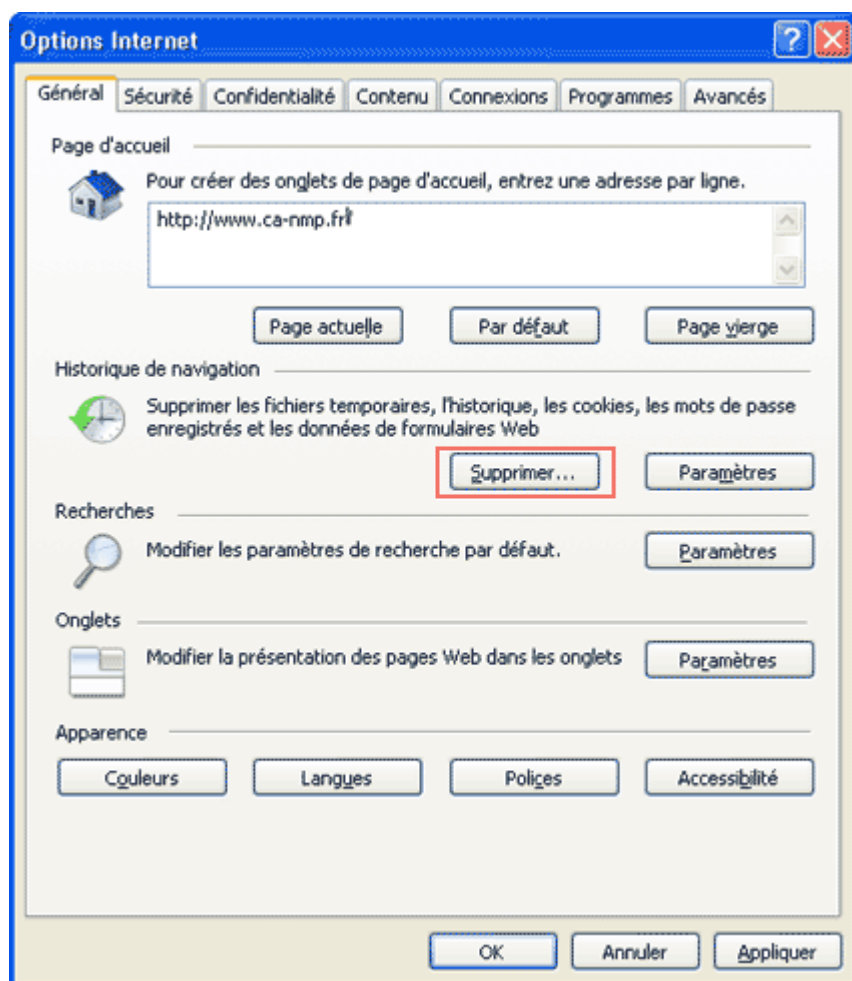 Options Internet
Général Sécurité Confidentialité Contenu Connexions Programmes Avancés
Page d'accueil
Pour créer des onglets de page d'accueil, entrez une adresse par ligne.
http://www.ca-nmp.fr
Page actuelle Par défaut Page vierge
Historique de navigation
Supprimer les fichiers temporaires, l'historique, les cookies, les mots de passe
enregistrés et les données de formulaires Web
Supprimer... Paramètres
Recherches
Modifier les paramètres de recherche par défaut. Paramètres
Onglets
Modifier la présentation des pages Web dans les onglets Paramètres
Apparence
Couleurs Langues Polices Accessibilité
OK Annuler Appliquer